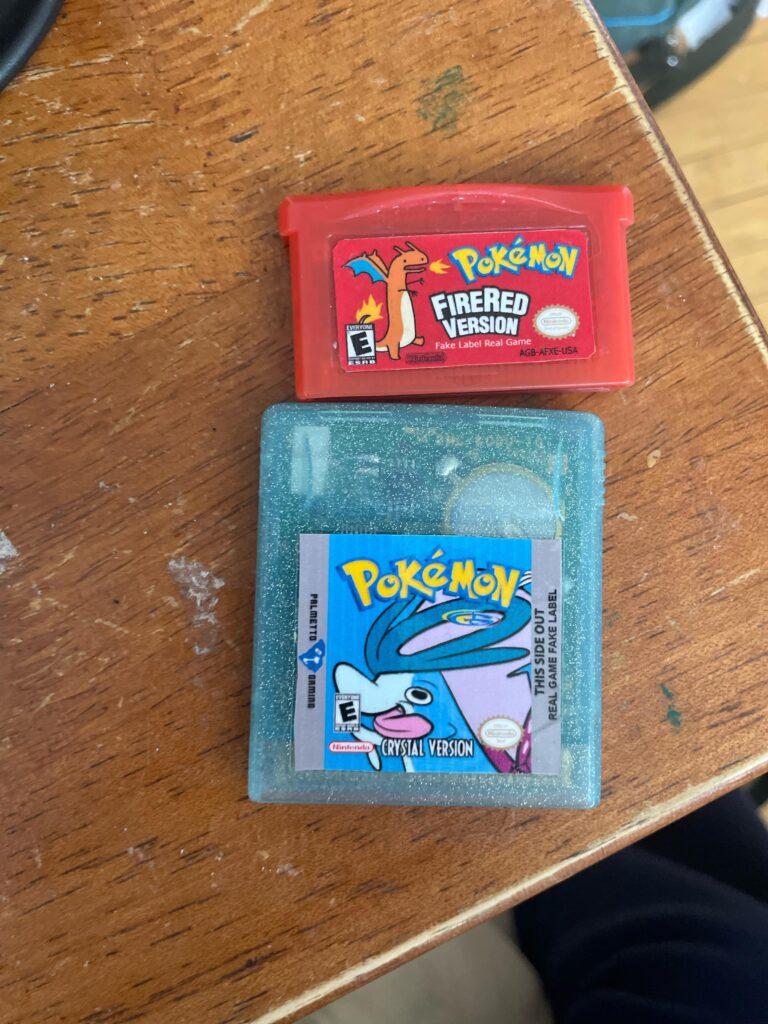 POKéMON
FIRERED
VERSION
Fake Label Real Game
EVERYONE
E
ESRB
Nintendo
AGB-AFXE-USA
POKéMON
PALMETTO
GAMING
THIS SIDE OUT
REAL GAME FAKE LABEL
E
Nintendo
CRYSTAL VERSION